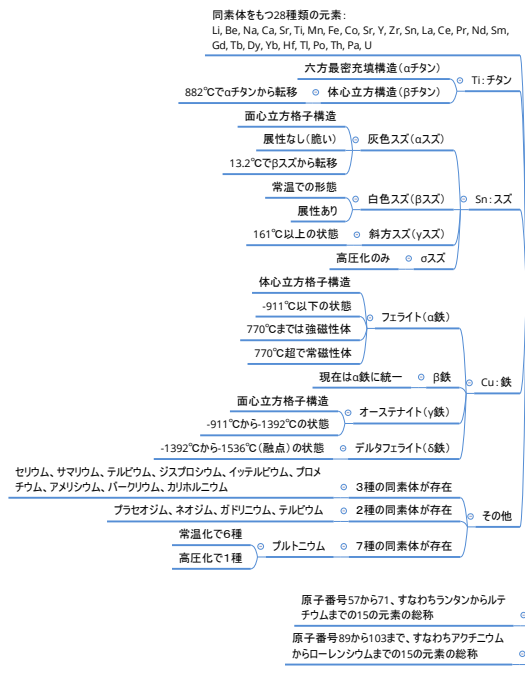 同素体をもつ28種類の元素：
Li, Be, Na, Ca, Sr, Ti, Mn, Fe, Co, Sr, Y, Zr, Sn, La, Ce, Pr, Nd, Sm,
Gd, Tb, Dy, Yb, Hf, Tl, Po, Th, Pa, U
六方最密充填構造（αチタン）
Ti：チタン
882℃でαチタンから転移
体心立方構造（βチタン）
面心立方格子構造
展性なし（脆い）
灰色スズ（αスズ）
13.2℃でβスズから転移
常温での形態
白色スズ（βスズ）
Sn：スズ
展性あり
161℃以上の状態
斜方スズ（γスズ）
高圧化のみ
σスズ
体心立方格子構造
-911℃以下の状態
フェライト（α鉄）
770℃までは強磁性体
770℃超で常磁性体
現在はα鉄に統一
β鉄
Cu：鉄
面心立方格子構造
オーステナイト（γ鉄）
-911℃から-1392℃の状態
-1392℃から-1536℃（融点）の状態
デルタフェライト（δ鉄）
セリウム、サマリウム、テルビウム、ジスプロシウム、イッテルビウム、プロメ
チウム、アメリシウム、バークリウム、カリホルニウム
３種の同素体が存在
プラセオジム、ネオジム、ガドリニウム、テルビウム
２種の同素体が存在
その他
常温化で６種
プルトニウム
７種の同素体が存在
高圧化で１種
原子番号57から71、すなわちランタンからルテ
チウムまでの15の元素の総称
原子番号89から103まで、すなわちアクチニウム
からローレンシウムまでの15の元素の総称